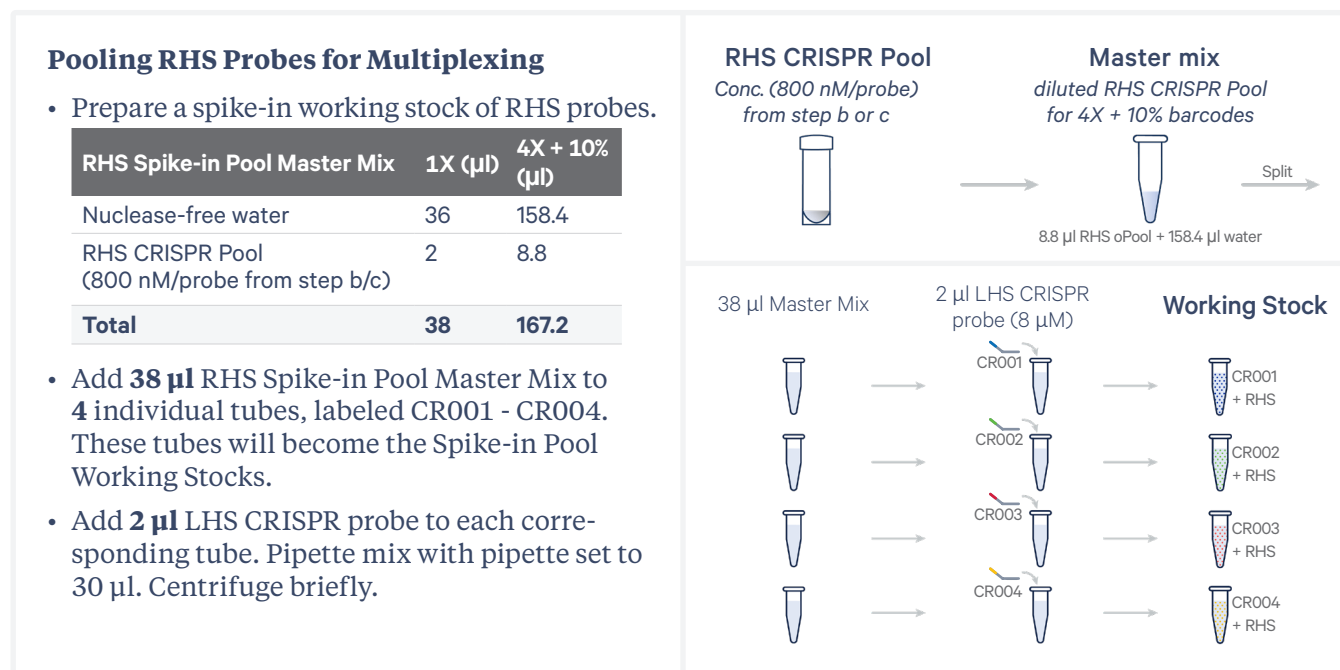 Pooling RHS Probes for Multiplexing
• Prepare a spike-in working stock of RHS probes.
RHS Spike-in Pool Master Mix 1X (µl) 4X + 10%
(µl)
Nuclease-free water 36 158.4
RHS CRISPR Pool 2 8.8
(800 nM/probe from step b/c)
Total 38 167.2
• Add 38 µl RHS Spike-in Pool Master Mix to
4 individual tubes, labeled CR001 - CR004.
These tubes will become the Spike-in Pool
Working Stocks.
• Add 2 µl LHS CRISPR probe to each corre-
sponding tube. Pipette mix with pipette set to
30 µl. Centrifuge briefly.
RHS CRISPR Pool
Conc. (800 nM/probe)
from step b or c
Master mix
diluted RHS CRISPR Pool
for 4X + 10% barcodes
Split
8.8 µl RHS oPool + 158.4 µl water
38 µl Master Mix
2 µl LHS CRISPR
probe (8 µM)
Working Stock
CR001
CR001
+ RHS
CR002
CR002
+ RHS
CR003
CR003
+ RHS
CR004
CR004
+ RHS